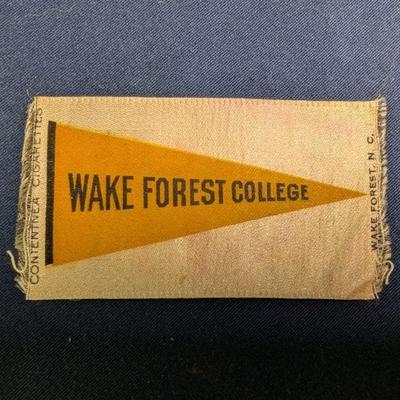 CONTENTNEA CIGARETTES
WAKE FOREST COLLEGE
WAKE FOREST, N. C.